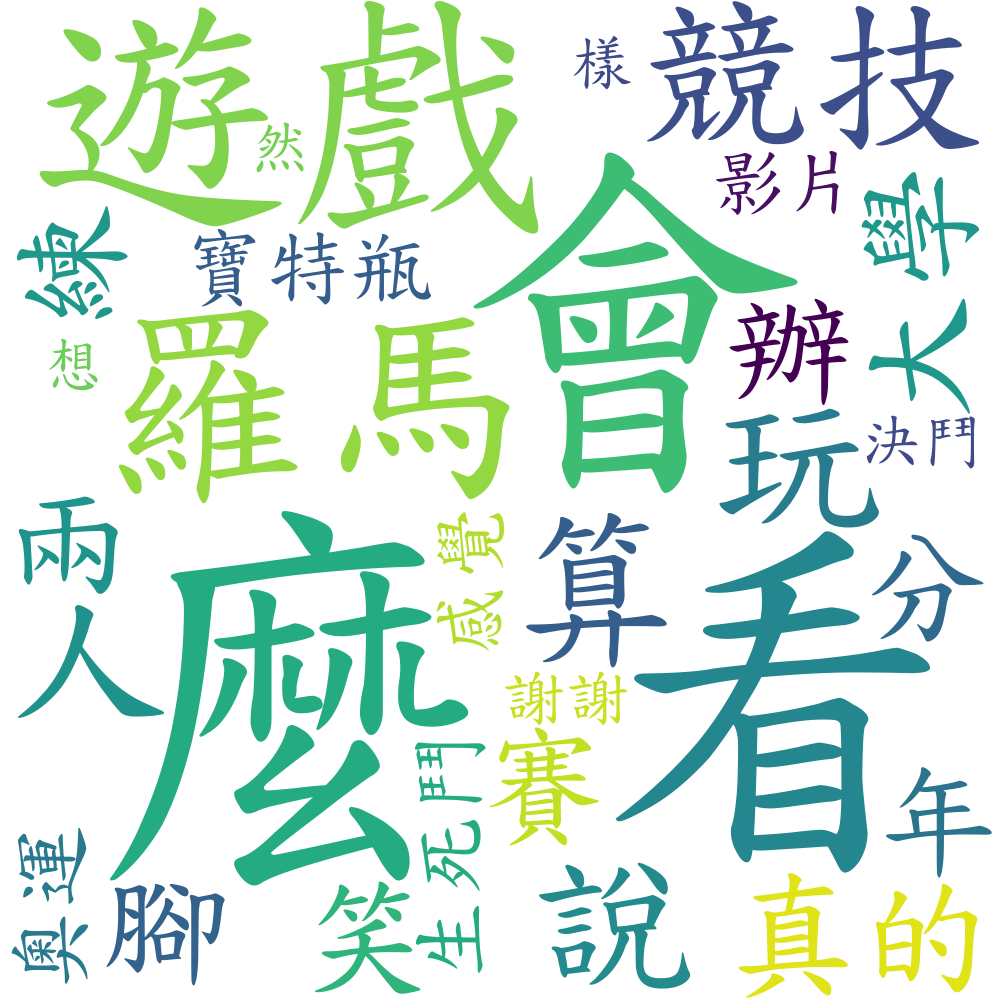 遊戲
然
樣
競技
影片
大學
練
寶特瓶
會
想
羅馬
辦
玩
決鬥
兩人
麼
感覺
算
看
分
謝謝
賽
生死鬥
年
奧運
腳
笑
說
真的